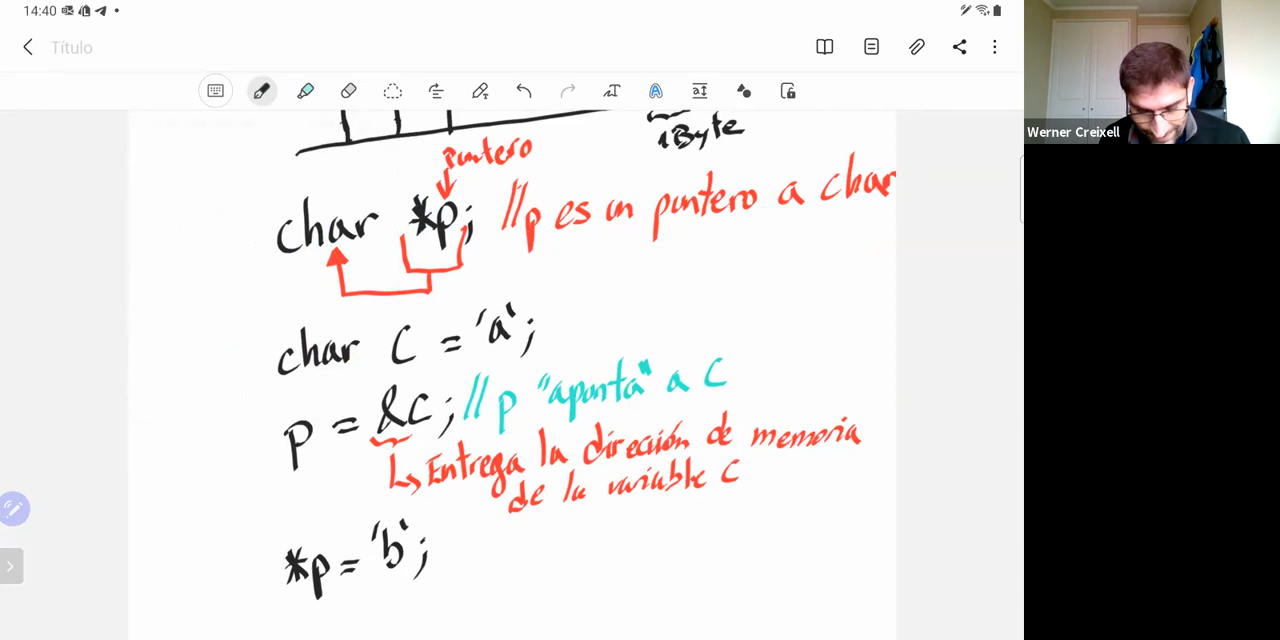 14:40
Título
Werner Creixell
1Byte
Puntero
char *p; //p es un puntero a char
char C = 'a';
p = &C; //p "apunta" a C
↳ Entrega la dirección de memoria
de la variable C
*p = 'b';